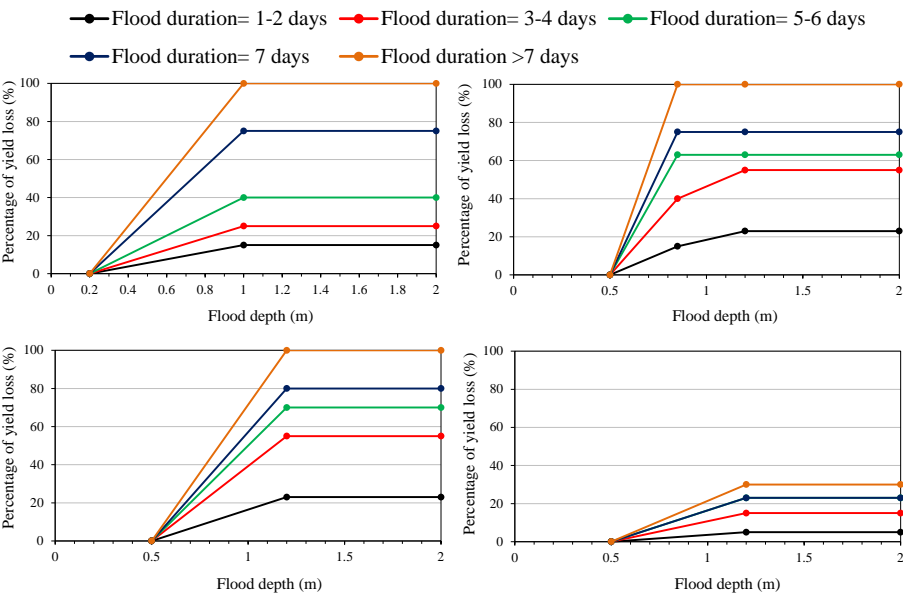 Flood duration= 1-2 days Flood duration= 3-4 days Flood duration= 5-6 days
Flood duration= 7 days Flood duration >7 days
Percentage of yield loss (%)
100
80
60
40
20
0
0 0.2 0.4 0.6 0.8 1 1.2 1.4 1.6 1.8 2
Flood depth (m)
Percentage of yield loss (%)
100
80
60
40
20
0
0 0.5 1 1.5 2
Flood depth (m)
Percentage of yield loss (%)
100
80
60
40
20
0
0 0.5 1 1.5 2
Flood depth (m)
Percentage of yield loss (%)
100
80
60
40
20
0
0 0.5 1 1.5 2
Flood depth (m)